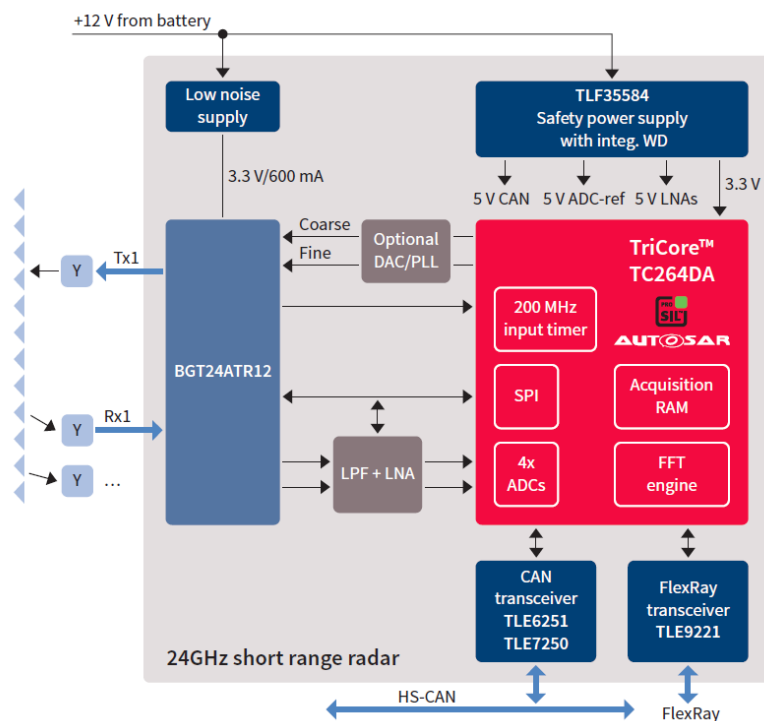 +12 V from battery
Low noise
supply
TLF35584
Safety power supply
with integ. WD
3.3 V/600 mA
5 V CAN
5 V ADC-ref
5 V LNAs
3.3 V
Coarse
Fine
Optional
DAC/PLL
TriCore™
TC264DA
PRO
SIL
AUTOSAR
200 MHz
input timer
Y
Tx1
BGT24ATR12
SPI
Acquisition
RAM
Y
Rx1
LPF + LNA
4x
ADCs
FFT
engine
Y
...
CAN
transceiver
TLE6251
TLE7250
FlexRay
transceiver
TLE9221
24GHz short range radar
HS-CAN
FlexRay